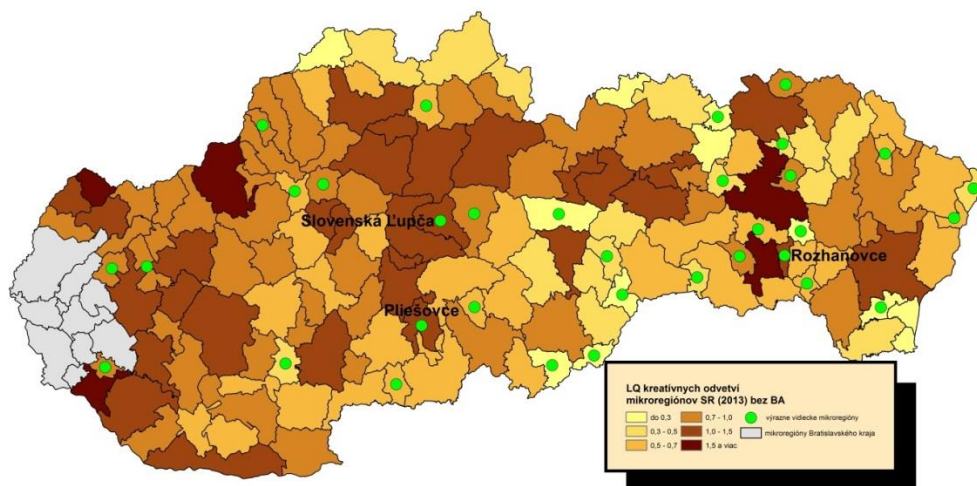 Slovenská Ľupča
Rozhanovce
Pliešovce
LQ kreatívnych odvetví
mikroregiónov SR (2013) bez BA
do 0,3
0,7 - 1,0
výrazne vidiecke mikroregióny
0,3 - 0,5
1,0 - 1,5
mikroregióny Bratislavského kraja
0,5 - 0,7
1,5 a viac